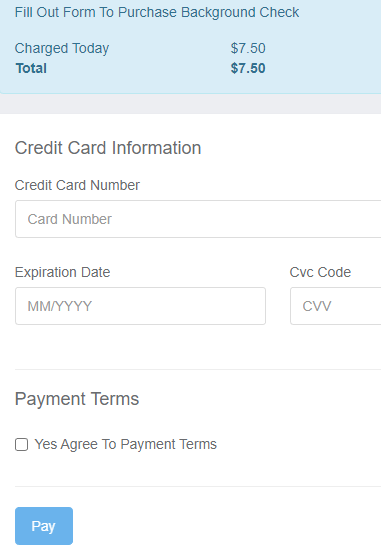 Fill Out Form To Purchase Background Check
Charged Today $7.50
Total $7.50
Credit Card Information
Credit Card Number
Card Number
Expiration Date Cvc Code
MM/YYYY CVV
Payment Terms
Yes Agree To Payment Terms
Pay